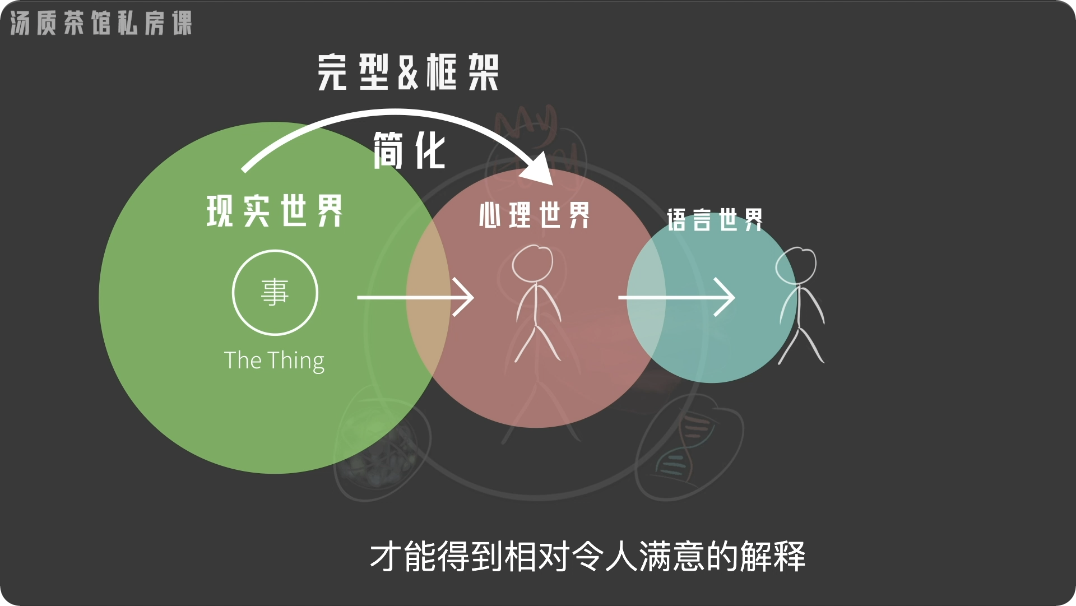 汤质茶馆私房课
完型&框架
简化
现实世界
心理世界
语言世界
事
The Thing
才能得到相对令人满意的解释